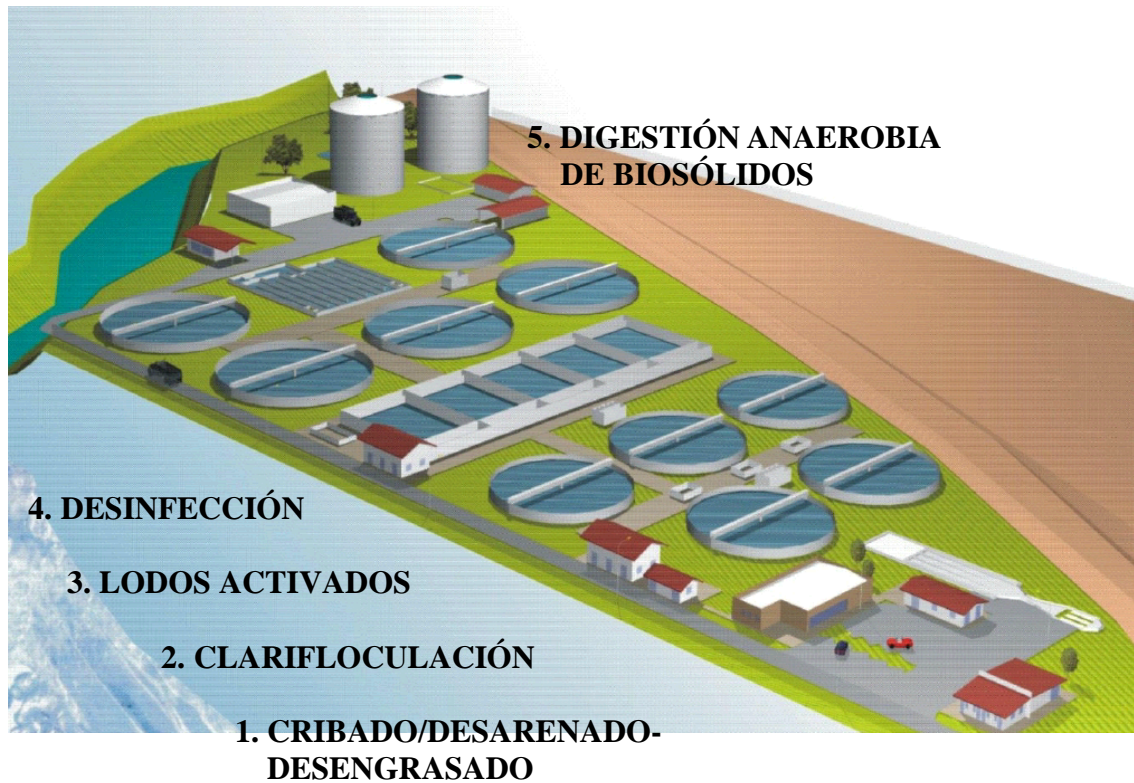 5. DIGESTIÓN ANAEROBIA
DE BIOSÓLIDOS
4. DESINFECCIÓN
3. LODOS ACTIVADOS
2. CLARIFLOCULACIÓN
1. CRIBADO/DESARENADO-
DESENGRASADO